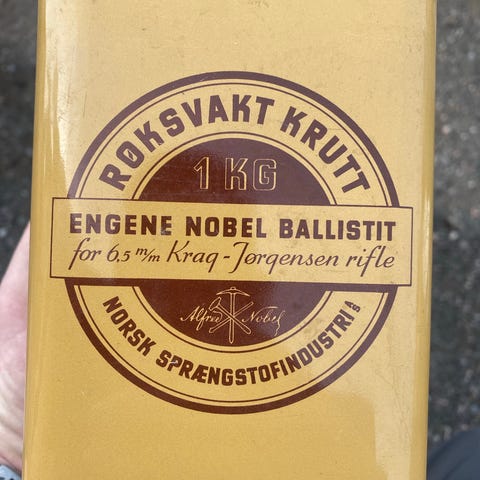 RØKSVAKT KRUTT
1 KG
ENGENE NOBEL BALLISTIT
for 6,5 m/m Krag-Jørgensen rifle
Alfred Nobel
NORSK SPRÆNGSTOFINDUSTRI A/S